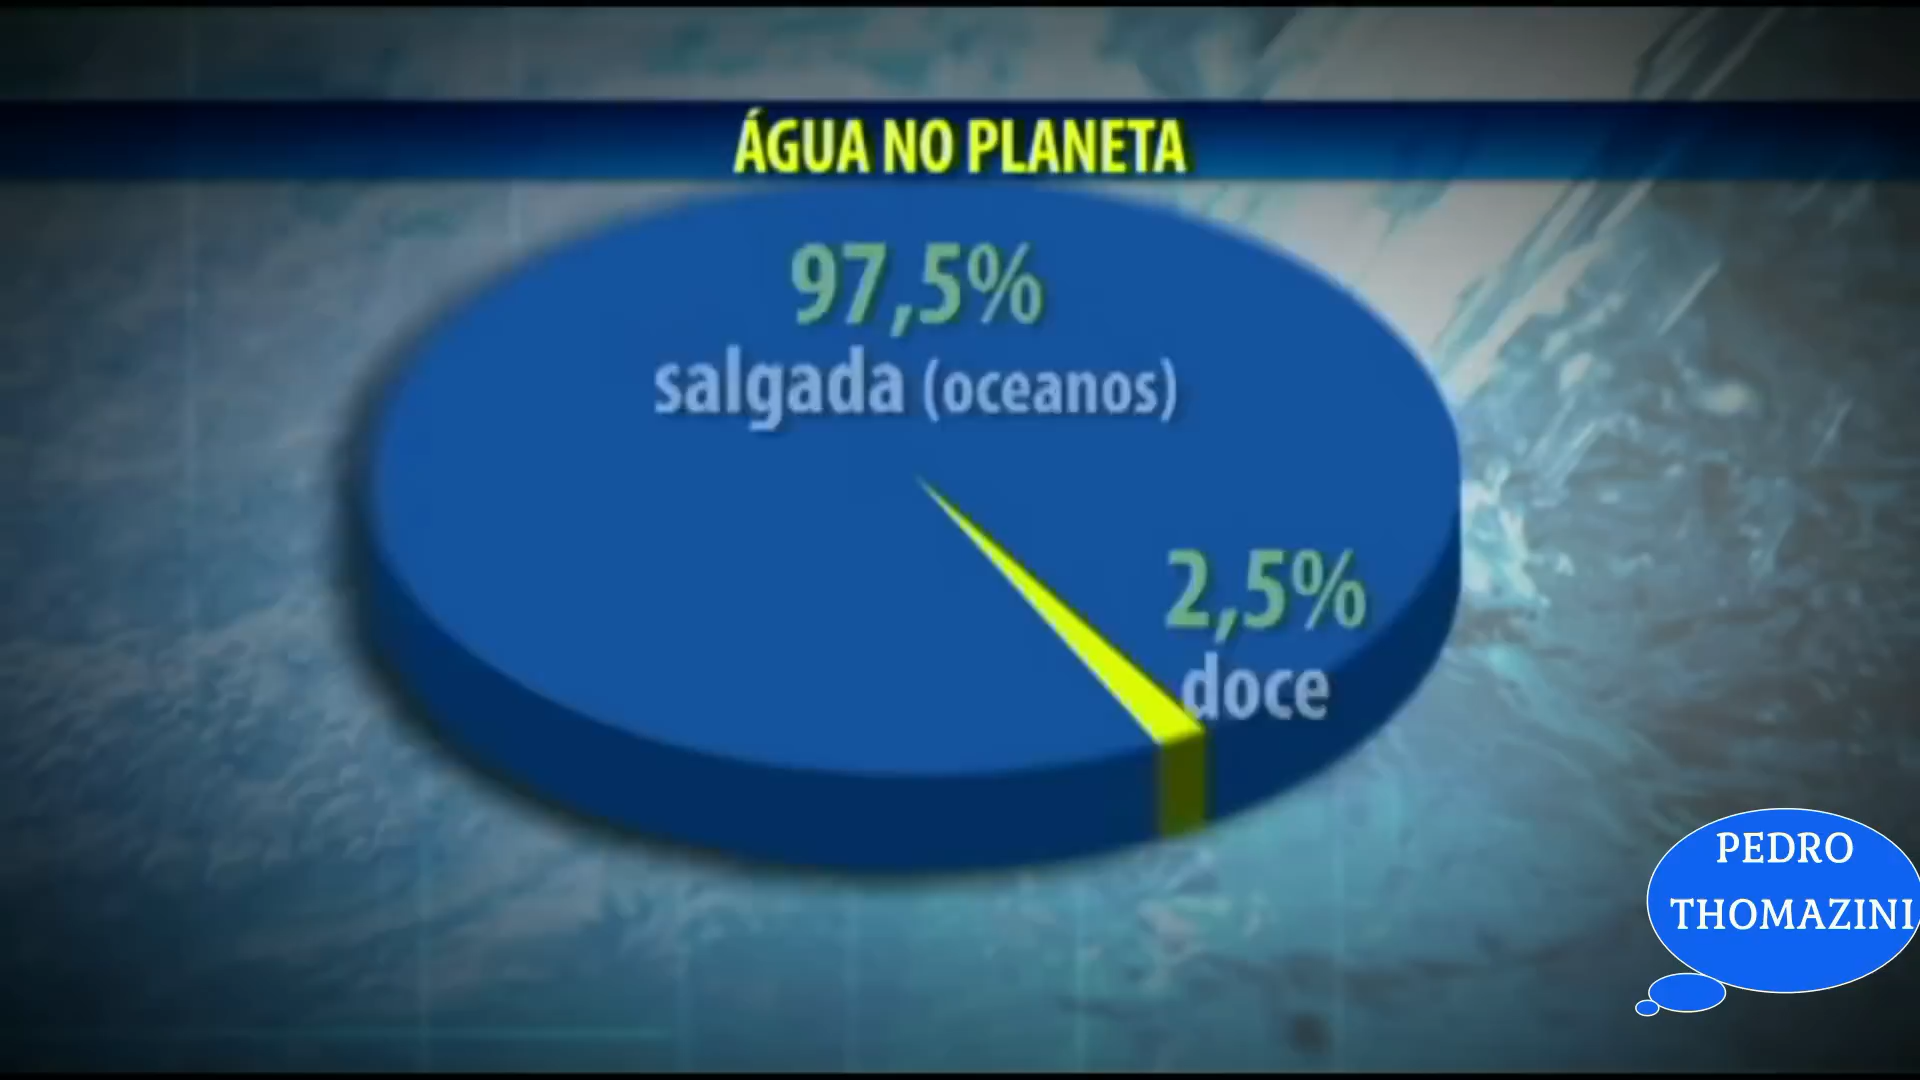 ÁGUA NO PLANETA
97,5%
salgada (oceanos)
2,5%
doce
PEDRO
THOMAZINI